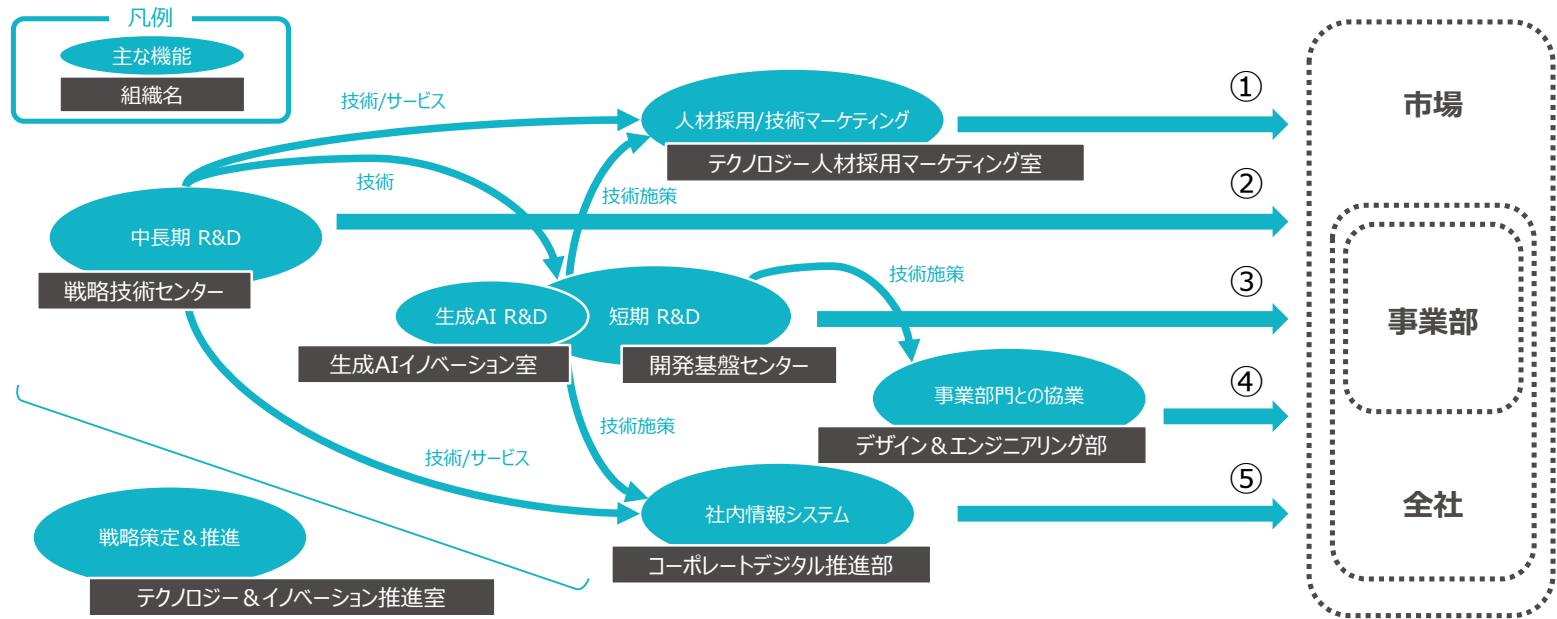 凡例
主な機能
組織名
技術/サービス
人材採用/技術マーケティング
テクノロジー人材採用マーケティング室
①
市場
技術
技術施策
②
中長期 R&D
戦略技術センター
技術施策
③
生成AI R&D
短期 R&D
事業部
生成AIイノベーション室
開発基盤センター
④
事業部門との協業
デザイン＆エンジニアリング部
技術施策
技術/サービス
⑤
社内情報システム
全社
コーポレートデジタル推進部
戦略策定＆推進
テクノロジー＆イノベーション推進室